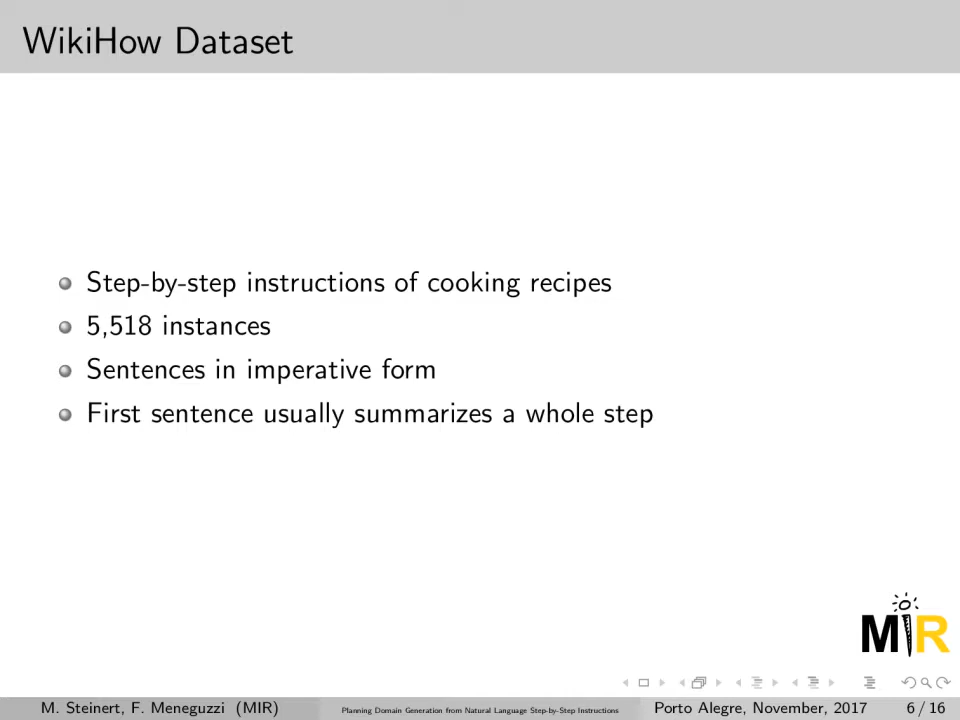 WikiHow Dataset
Step-by-step instructions of cooking recipes
5,518 instances
Sentences in imperative form
First sentence usually summarizes a whole step
MIR
M. Steinert, F. Meneguzzi (MIR) Planning Domain Generation from Natural Language Step-by-Step Instructions Porto Alegre, November, 2017 6 / 16